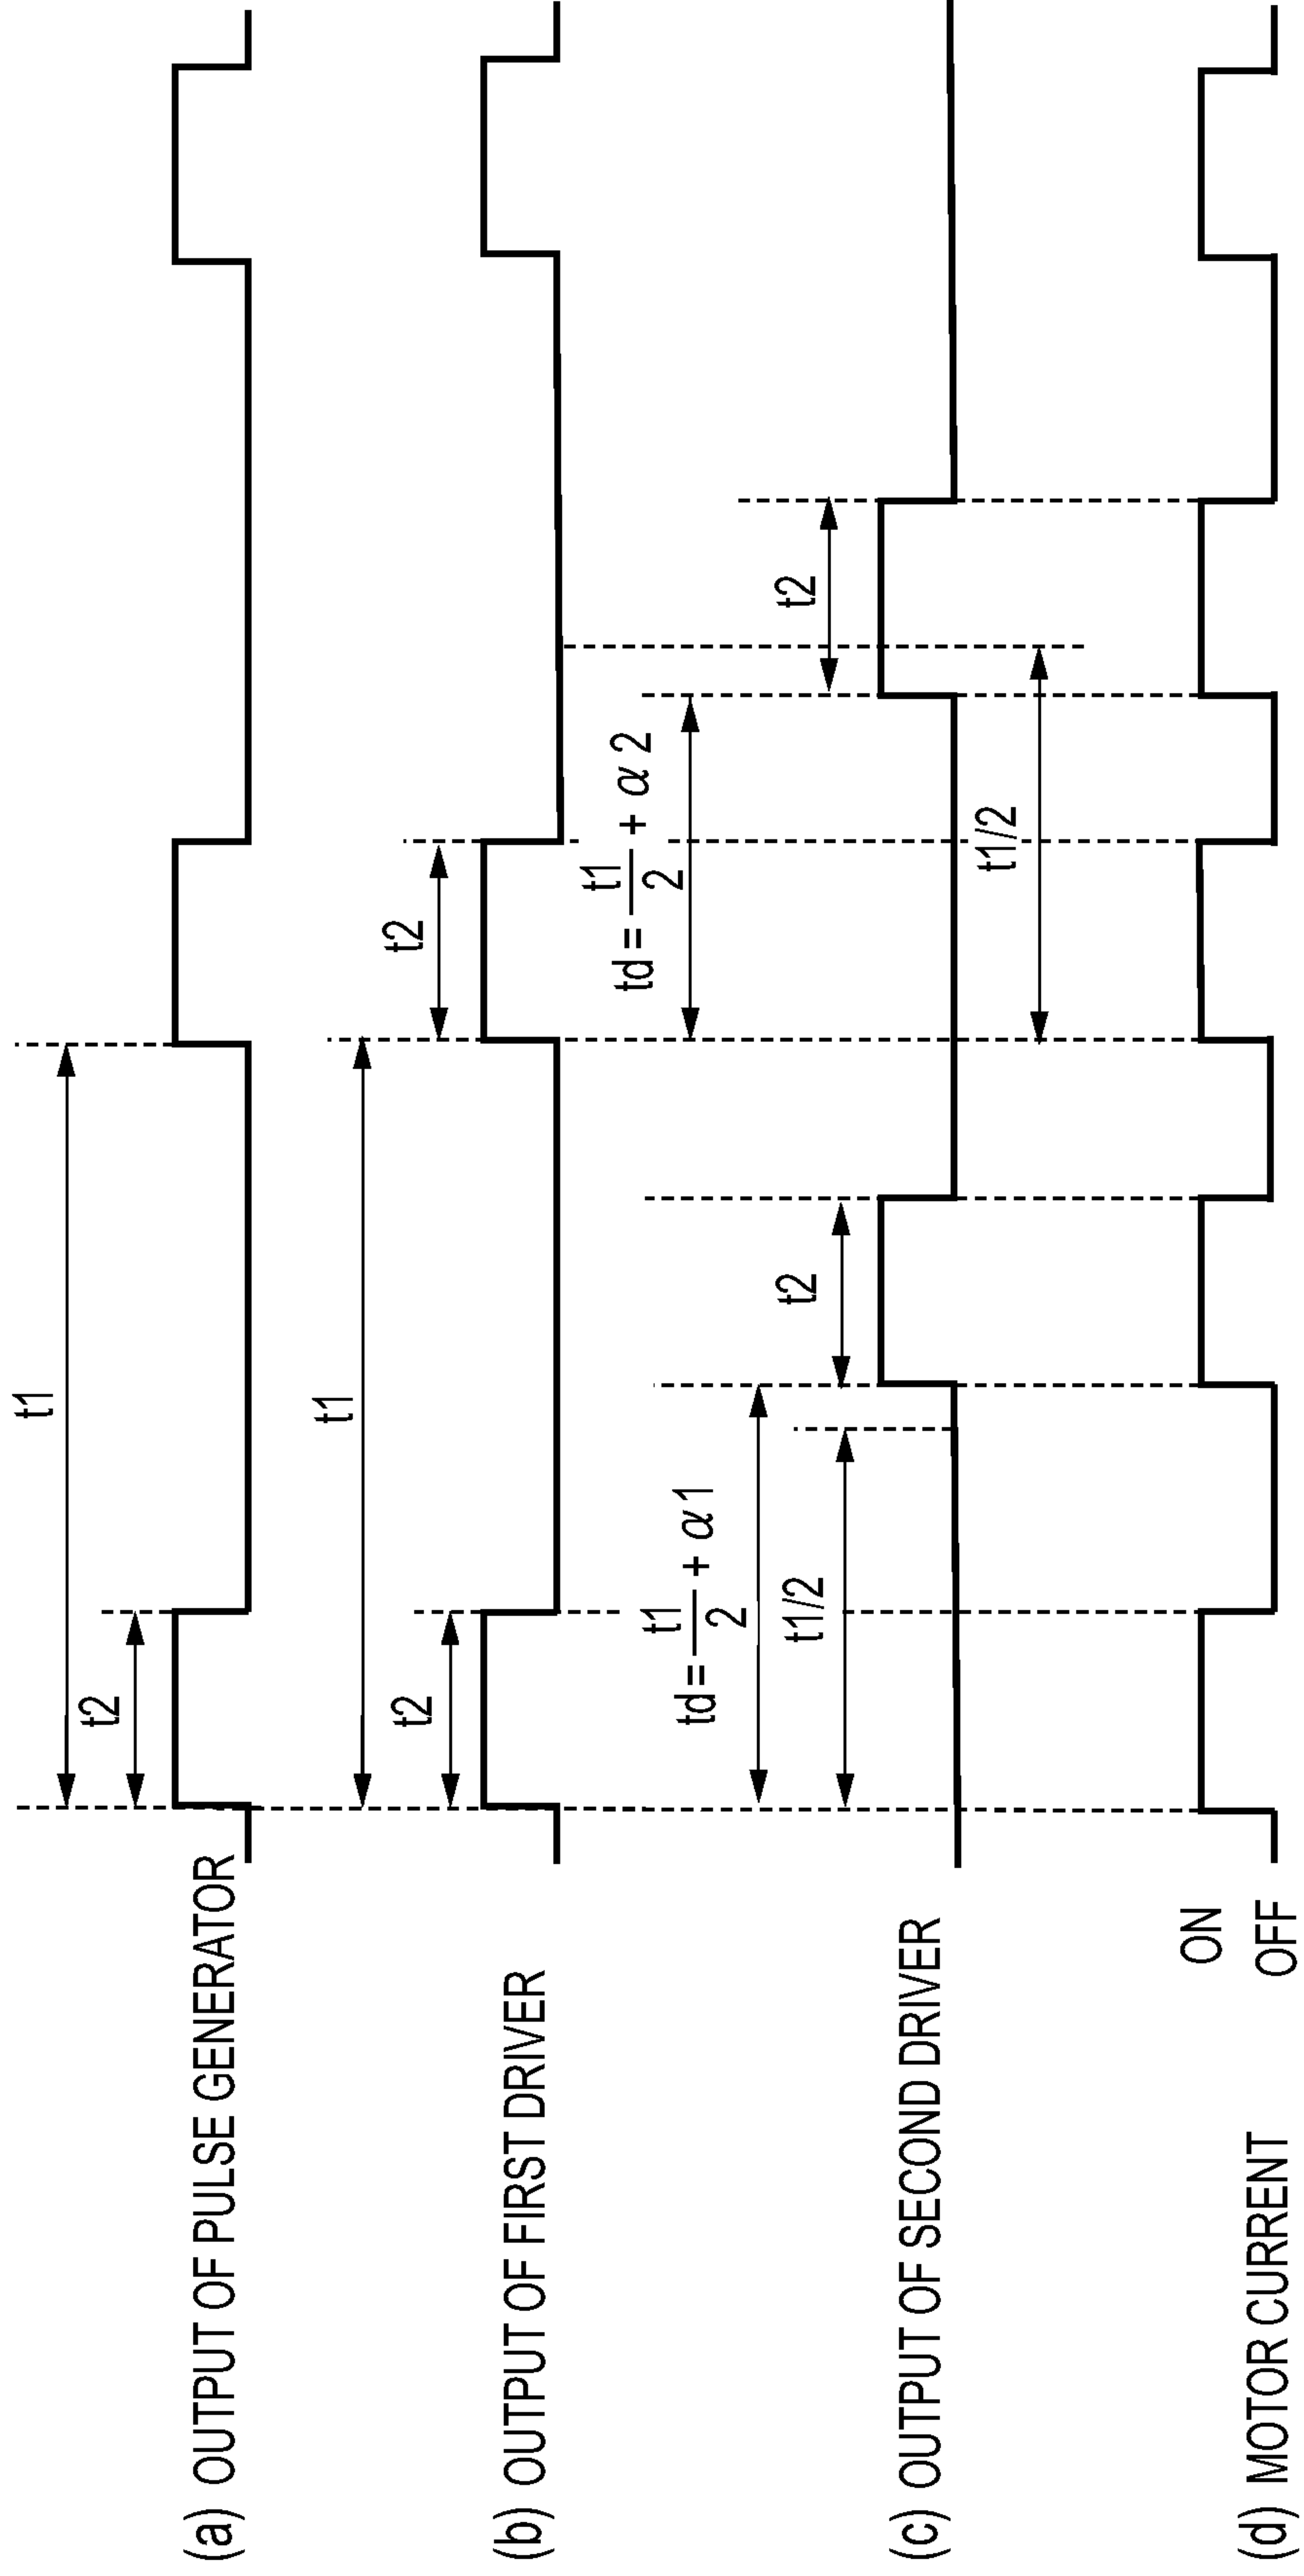 t1
t2
(a) OUTPUT OF PULSE GENERATOR
t1
t2
t2
(b) OUTPUT OF FIRST DRIVER
td = t1/2 + α1
td = t1/2 + α2
t1/2
t2
t2
(c) OUTPUT OF SECOND DRIVER
t1/2
ON
OFF
(d) MOTOR CURRENT